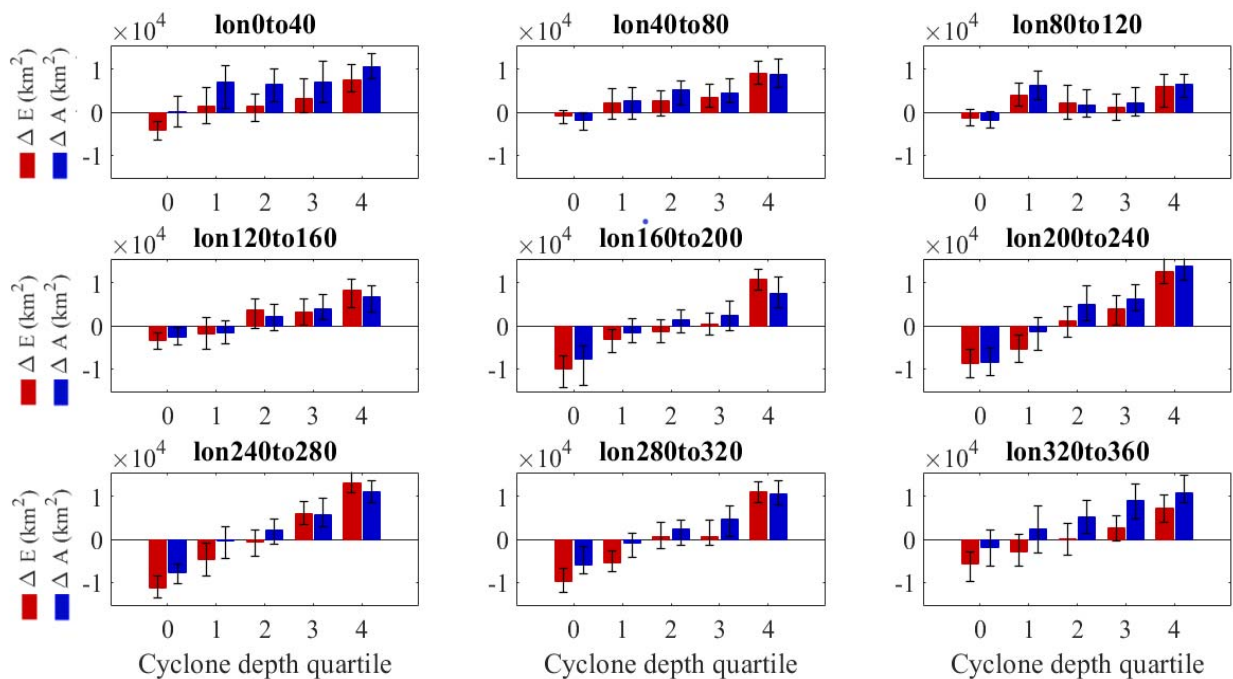 ×10⁴ lon0to40
1
0
-1
0 1 2 3 4
Δ E (km²)
Δ A (km²)
×10⁴ lon40to80
1
0
-1
0 1 2 3 4
×10⁴ lon80to120
1
0
-1
0 1 2 3 4
×10⁴ lon120to160
1
0
-1
0 1 2 3 4
Δ E (km²)
Δ A (km²)
×10⁴ lon160to200
1
0
-1
0 1 2 3 4
×10⁴ lon200to240
1
0
-1
0 1 2 3 4
×10⁴ lon240to280
1
0
-1
0 1 2 3 4
Δ E (km²)
Δ A (km²)
Cyclone depth quartile
×10⁴ lon280to320
1
0
-1
0 1 2 3 4
Cyclone depth quartile
×10⁴ lon320to360
1
0
-1
0 1 2 3 4
Cyclone depth quartile